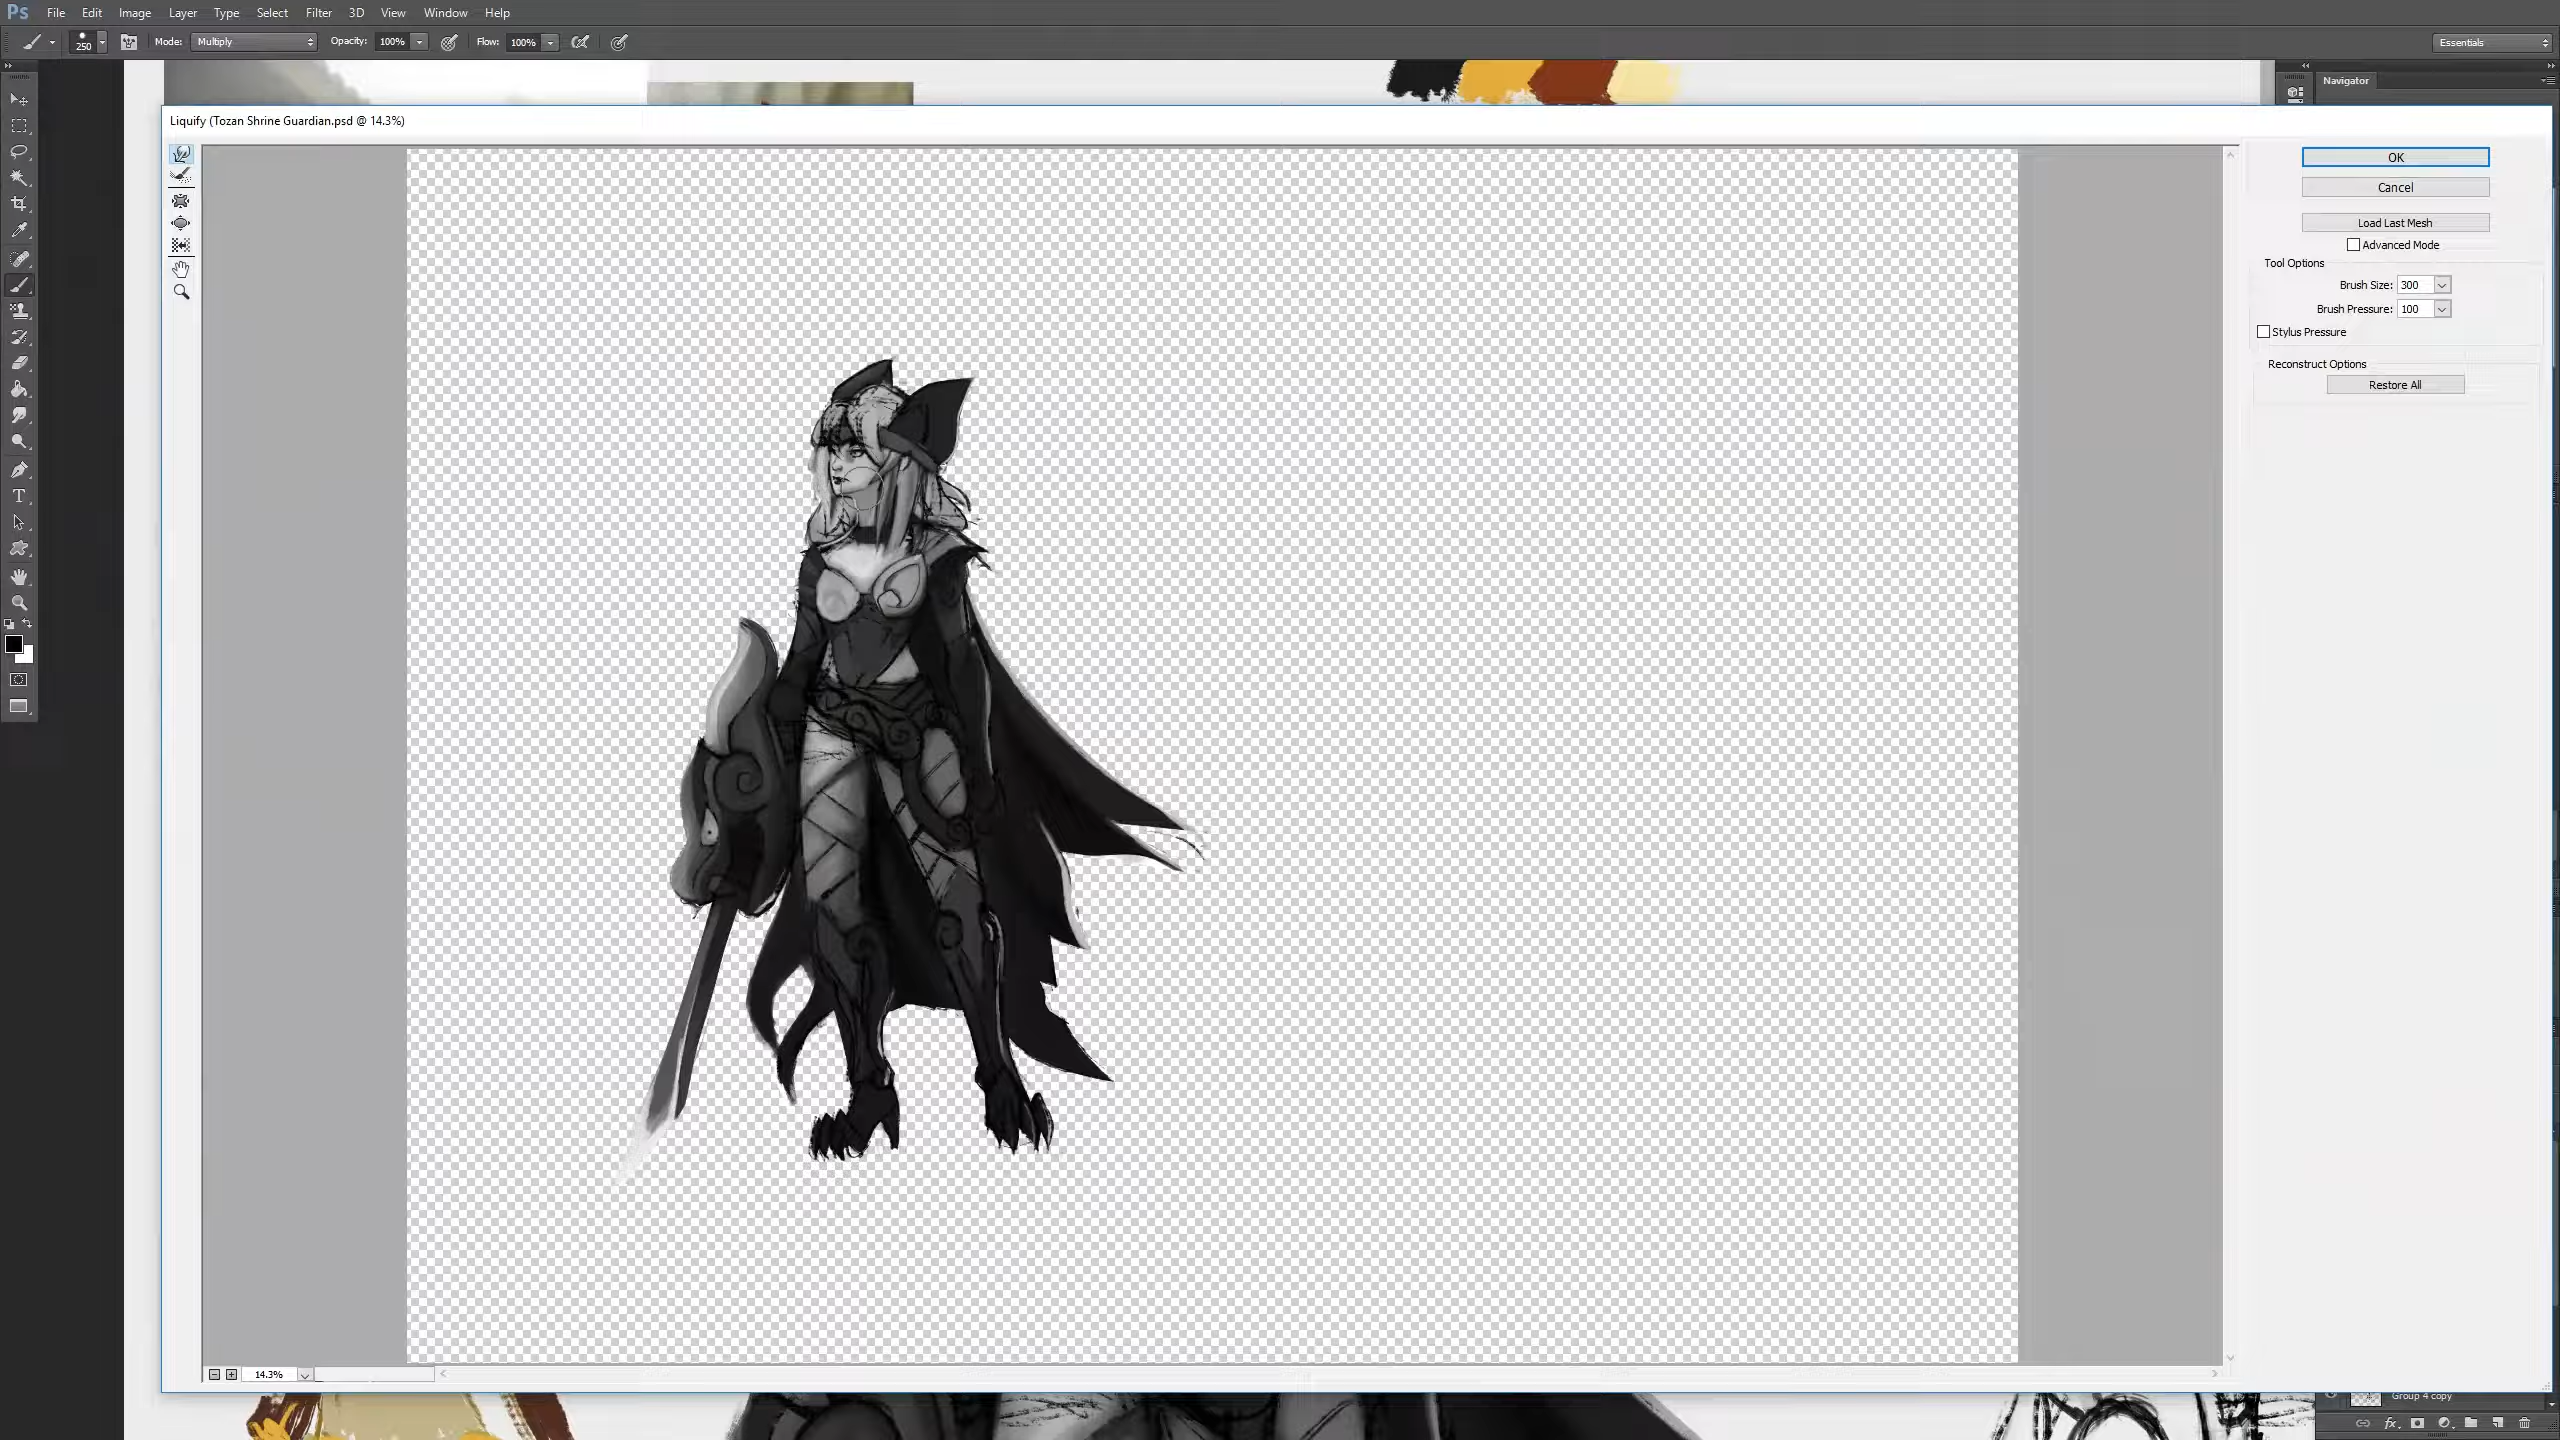 Ps File Edit Image Layer Type Select Filter 3D View Window Help
250 Mode: Multiply Opacity: 100% Flow: 100% Essentials
Navigator
Liquify (Tozan Shrine Guardian.psd @ 14.3%)
OK
Cancel
Load Last Mesh
Advanced Mode
Tool Options
Brush Size: 300
Brush Pressure: 100
Stylus Pressure
Reconstruct Options
Restore All
T
14.3%
Group 4 copy
fx